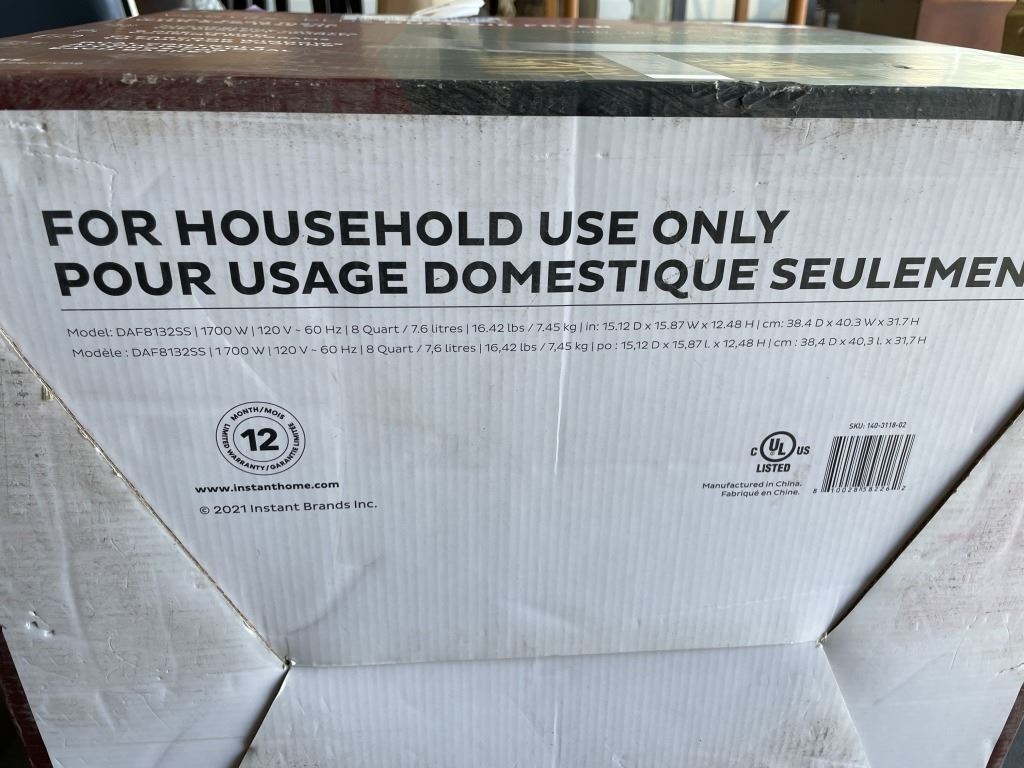 FOR HOUSEHOLD USE ONLY
POUR USAGE DOMESTIQUE SEULEMEN
Model: DAF8132SS | 1700 W | 120 V ~ 60 Hz | 8 Quart / 7.6 litres | 16.42 lbs / 7.45 kg | in: 15.12 D x 15.87 W x 12.48 H | cm: 38.4 D x 40.3 W x 31.7 H
Modèle : DAF8132SS | 1700 W | 120 V ~ 60 Hz | 8 Quart / 7,6 litres | 16,42 lbs / 7,45 kg | po : 15,12 D x 15,87 l. x 12,48 H | cm : 38,4 D x 40,3 l. x 31,7 H
MONTH/MOIS
12
LIMITED WARRANTY/GARANTIE LIMITÉE
www.instanthome.com
© 2021 Instant Brands Inc.
C UL US
LISTED
Manufactured in China.
Fabriqué en Chine.
SKU: 140-3118-02
8 10028 58226 2